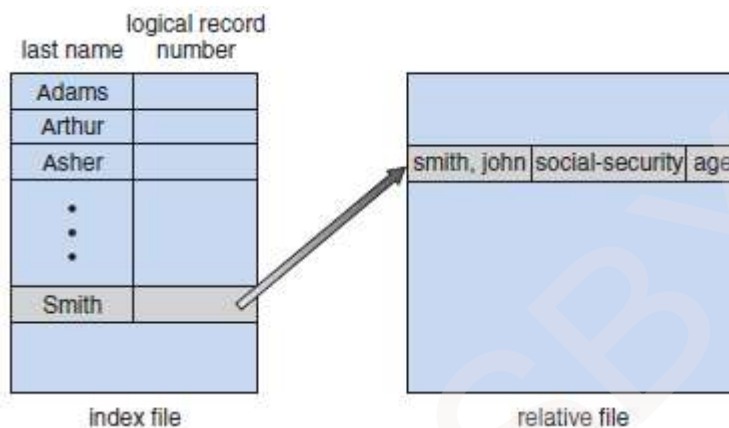 logical record
last name number
Adams
Arthur
Asher
Smith
smith, john social-security age
index file
relative file